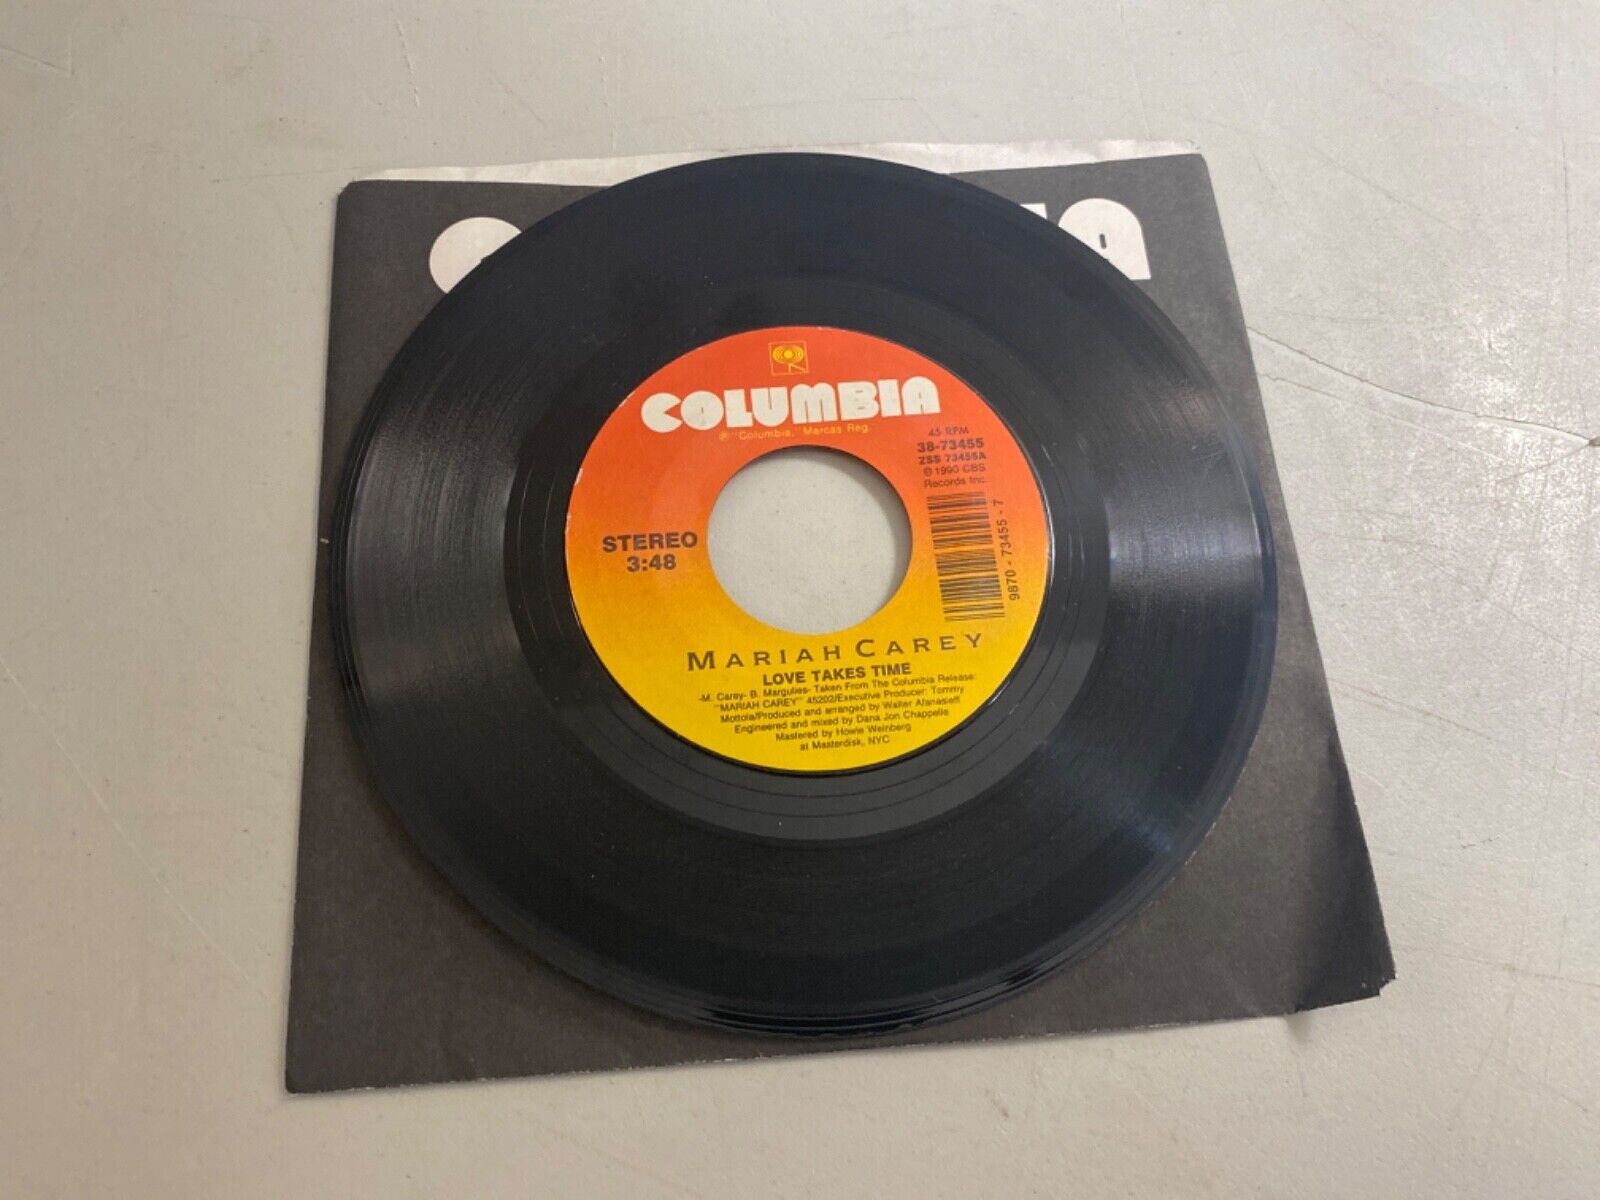 COLUMBIA
℗ "Columbia," Marcas Reg.
45 RPM
38-73455
ZSS 73455A
© 1990 CBS
Records Inc.
9870 - 73455 - 7
STEREO
3:48
MARIAH CAREY
LOVE TAKES TIME
-M. Carey- B. Margulies- Taken From The Columbia Release:
"MARIAH CAREY" 45202/Executive Producer: Tommy
Mottola/Produced and arranged by Walter Afanasieff
Engineered and mixed by Dana Jon Chappelle
Mastered by Howie Weinberg
at Masterdisk, NYC